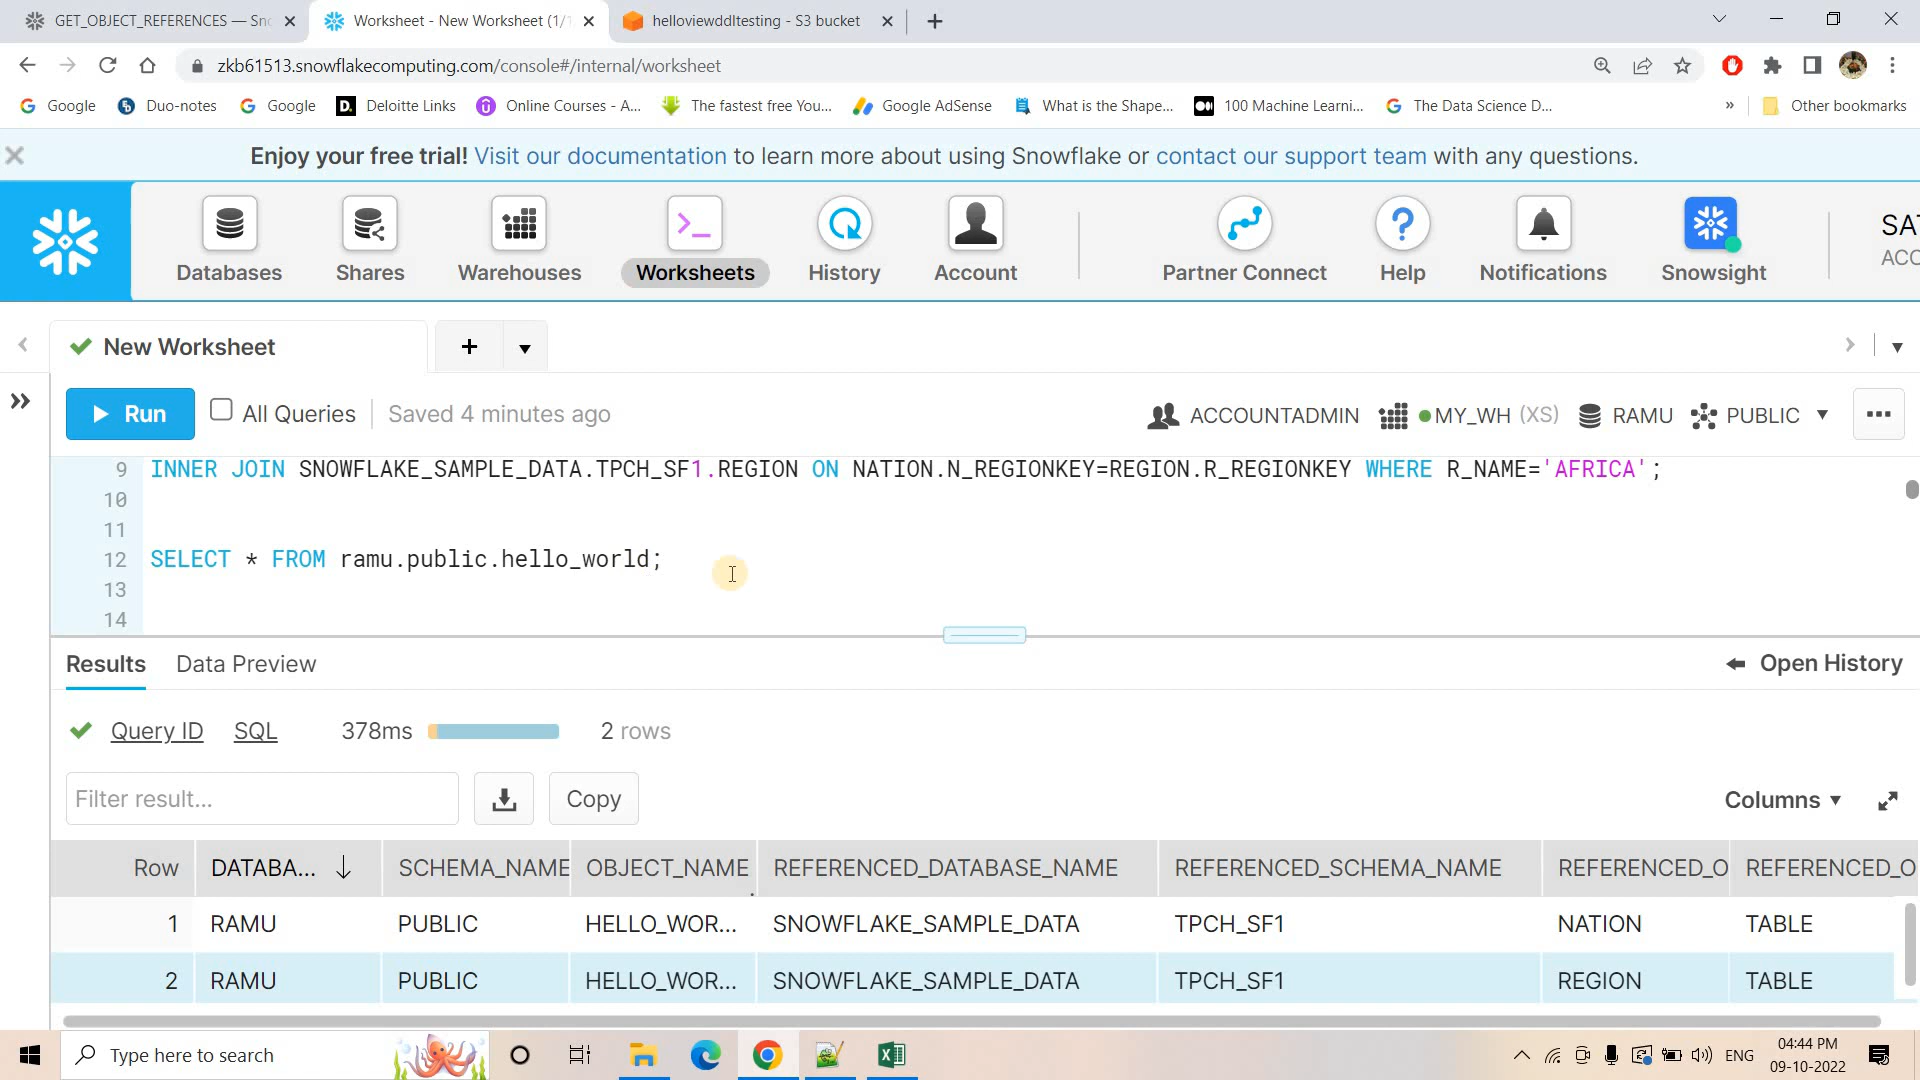 GET_OBJECT_REFERENCES — Sno
Worksheet - New Worksheet (1/1
helloviewddltesting - S3 bucket
zkb61513.snowflakecomputing.com/console#/internal/worksheet
Google
Duo-notes
Google
D.
Deloitte Links
Online Courses - A...
The fastest free You...
Google AdSense
What is the Shape...
100 Machine Learni...
The Data Science D...
»
Other bookmarks
Enjoy your free trial! Visit our documentation to learn more about using Snowflake or contact our support team with any questions.
Databases
Shares
Warehouses
Worksheets
History
Account
Partner Connect
Help
Notifications
Snowsight
SAT
ACC
New Worksheet
Run
All Queries
Saved 4 minutes ago
ACCOUNTADMIN
MY_WH (XS)
RAMU
PUBLIC
9 INNER JOIN SNOWFLAKE_SAMPLE_DATA.TPCH_SF1.REGION ON NATION.N_REGIONKEY=REGION.R_REGIONKEY WHERE R_NAME='AFRICA';
10
11
12 SELECT * FROM ramu.public.hello_world;
13
14
Results
Data Preview
Open History
Query ID
SQL
378ms
2 rows
Filter result...
Copy
Columns
Row DATABA... SCHEMA_NAME OBJECT_NAME REFERENCED_DATABASE_NAME REFERENCED_SCHEMA_NAME REFERENCED_O REFERENCED_O
1 RAMU PUBLIC HELLO_WOR... SNOWFLAKE_SAMPLE_DATA TPCH_SF1 NATION TABLE
2 RAMU PUBLIC HELLO_WOR... SNOWFLAKE_SAMPLE_DATA TPCH_SF1 REGION TABLE
Type here to search
ENG
04:44 PM
09-10-2022